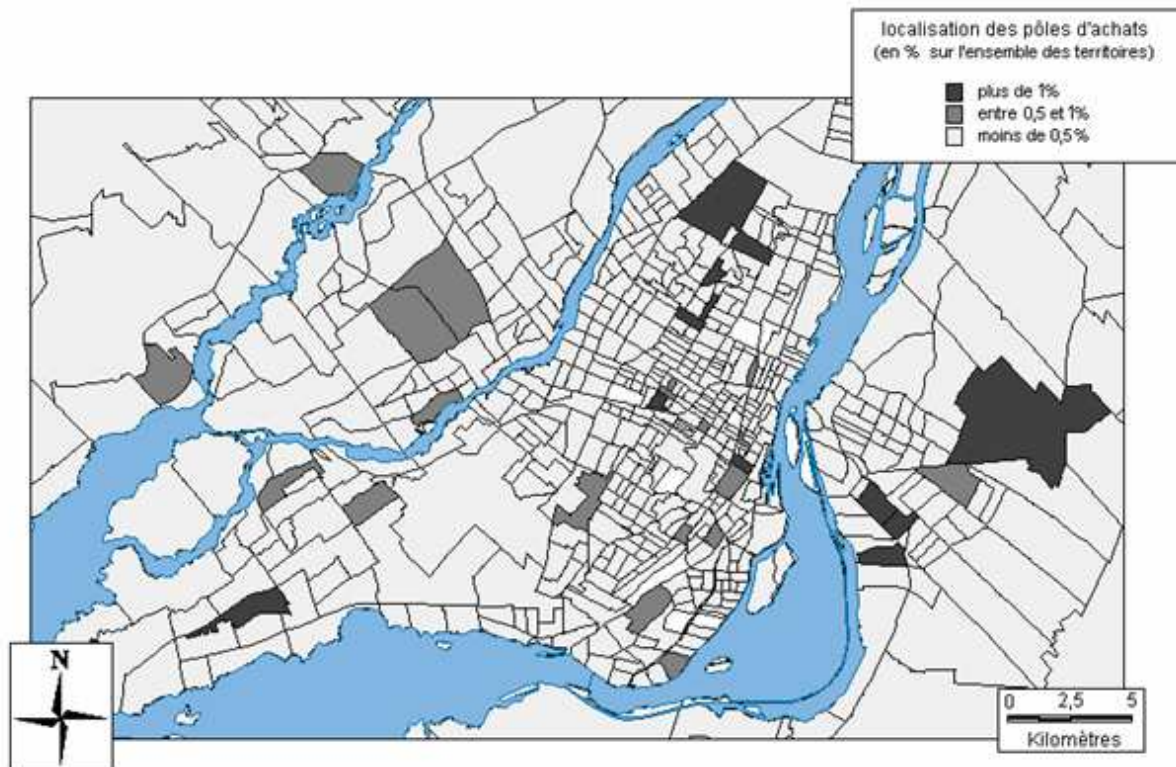 localisation des pôles d'achats
(en % sur l'ensemble des territoires)
plus de 1%
entre 0,5 et 1%
moins de 0,5%
N
0 2,5 5
Kilomètres